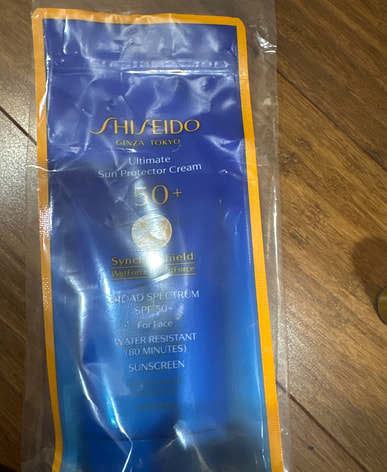 SHISEIDO
GINZA TOKYO
Ultimate
Sun Protector Cream
50+
BROAD SPECTRUM
SPF 50+
For Face
WATER RESISTANT
(80 MINUTES)
SUNSCREEN